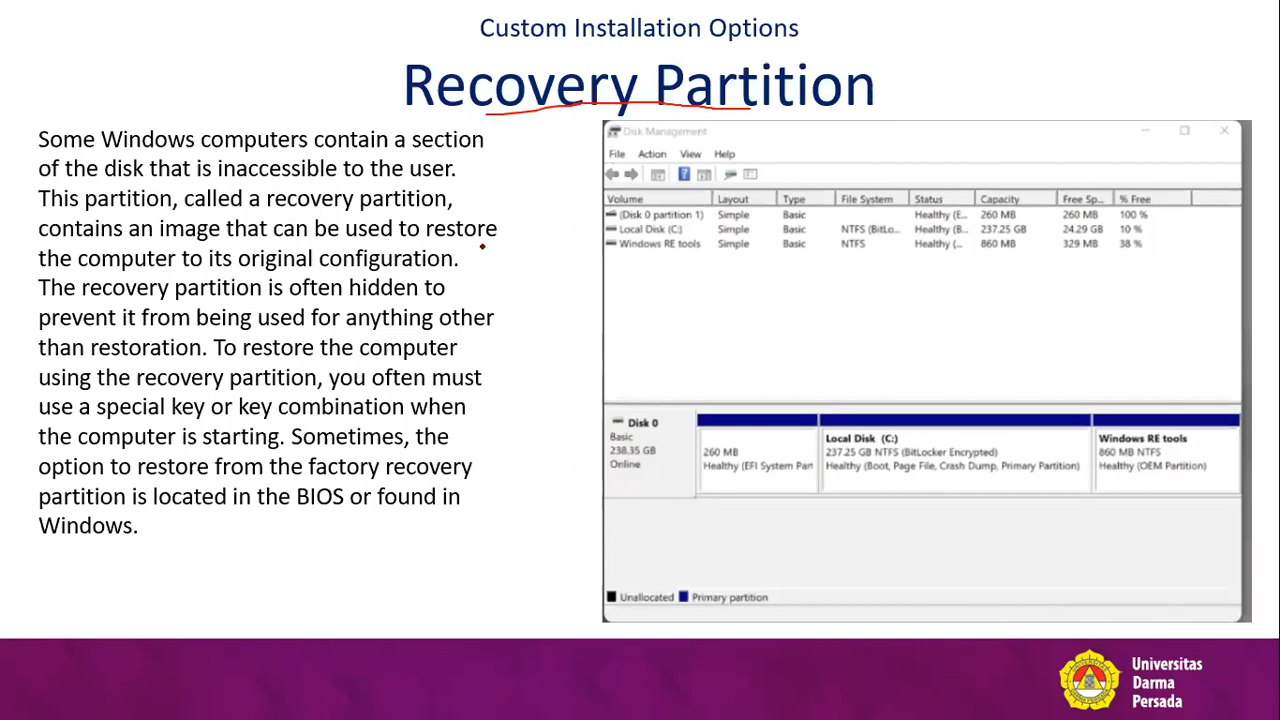 Custom Installation Options
Recovery Partition
Some Windows computers contain a section
of the disk that is inaccessible to the user.
This partition, called a recovery partition,
contains an image that can be used to restore
the computer to its original configuration.
The recovery partition is often hidden to
prevent it from being used for anything other
than restoration. To restore the computer
using the recovery partition, you often must
use a special key or key combination when
the computer is starting. Sometimes, the
option to restore from the factory recovery
partition is located in the BIOS or found in
Windows.
Disk Management
File Action View Help
Volume Layout Type File System Status Capacity Free Sp... % Free
(Disk 0 partition 1) Simple Basic Healthy (E... 260 MB 260 MB 100 %
Local Disk (C:) Simple Basic NTFS (BitLo... Healthy (B... 237.25 GB 24.29 GB 10 %
Windows RE tools Simple Basic NTFS Healthy (... 860 MB 329 MB 38 %
Disk 0
Basic
238.35 GB
Online
260 MB
Healthy (EFI System Part
Local Disk (C:)
237.25 GB NTFS (BitLocker Encrypted)
Healthy (Boot, Page File, Crash Dump, Primary Partition)
Windows RE tools
860 MB NTFS
Healthy (OEM Partition)
Unallocated Primary partition
Universitas
Darma
Persada